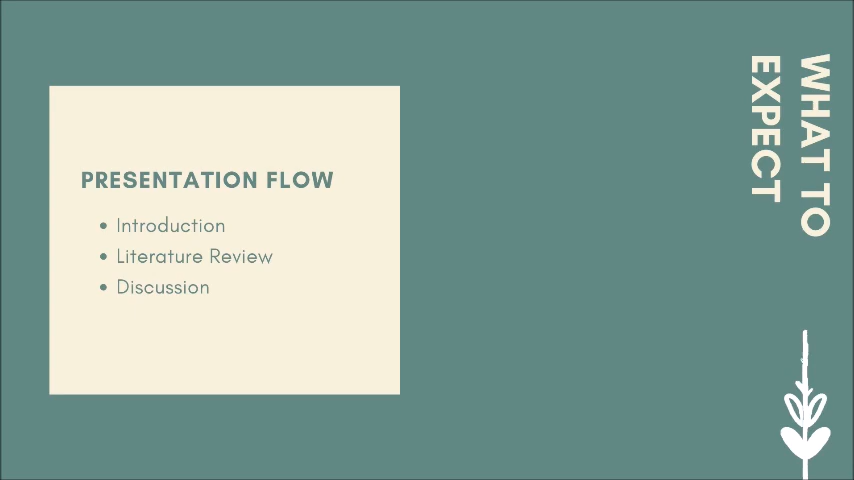 WHAT TO
EXPECT
PRESENTATION FLOW
Introduction
Literature Review
Discussion